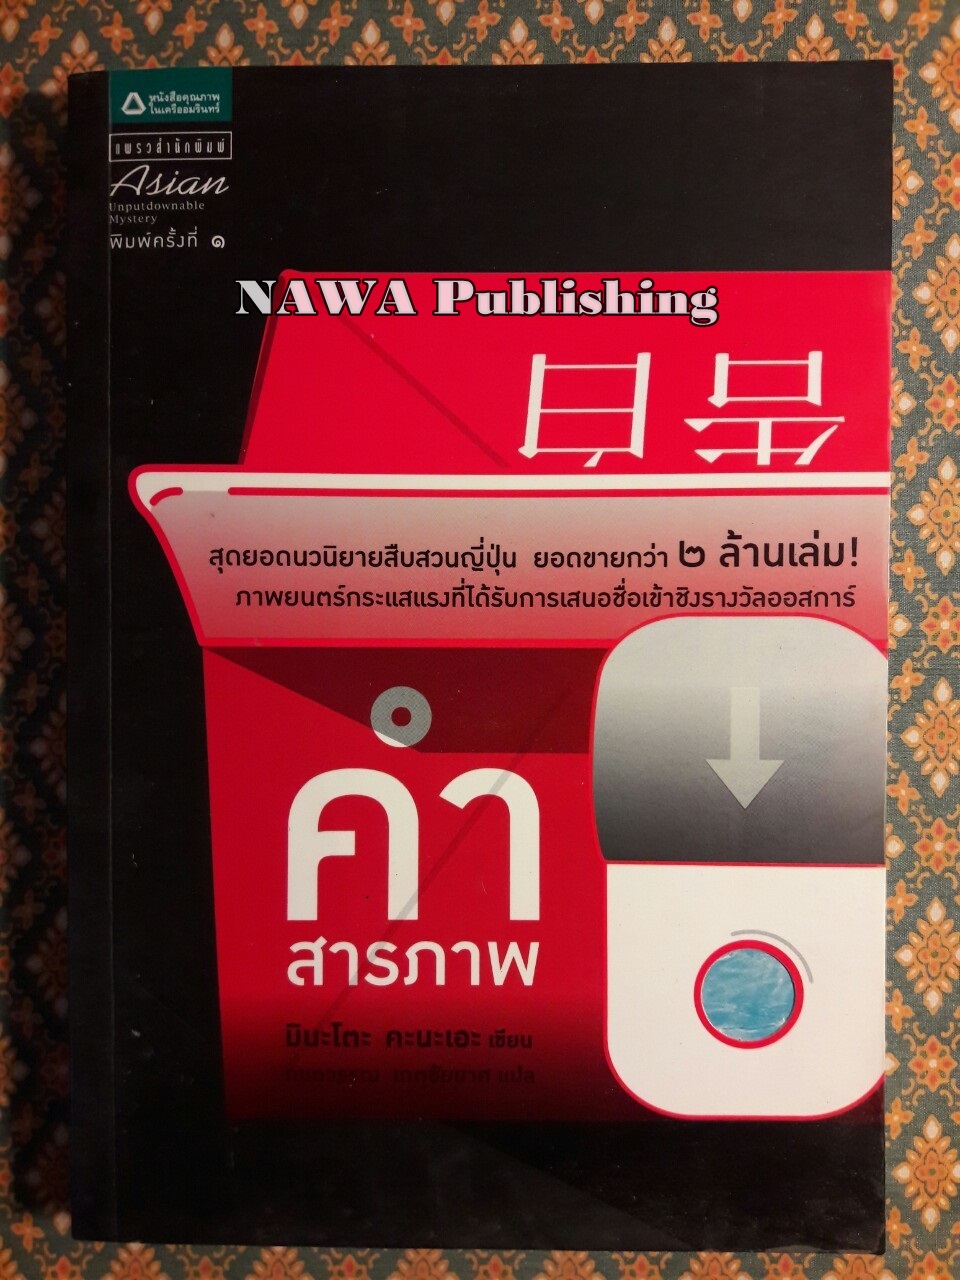 หนังสือคุณภาพ
ในเครืออมรินทร์
แพรวสำนักพิมพ์
Asian
Unputdownable
Mystery
พิมพ์ครั้งที่ ๑
NAWA Publishing
告白
สุดยอดนวนิยายสืบสวนญี่ปุ่น ยอดขายกว่า ๒ ล้านเล่ม!
ภาพยนตร์กระแสแรงที่ได้รับการเสนอชื่อเข้าชิงรางวัลออสการ์
คำ
สารภาพ
มินะโตะ คะนะเอะ เขียน
แปล